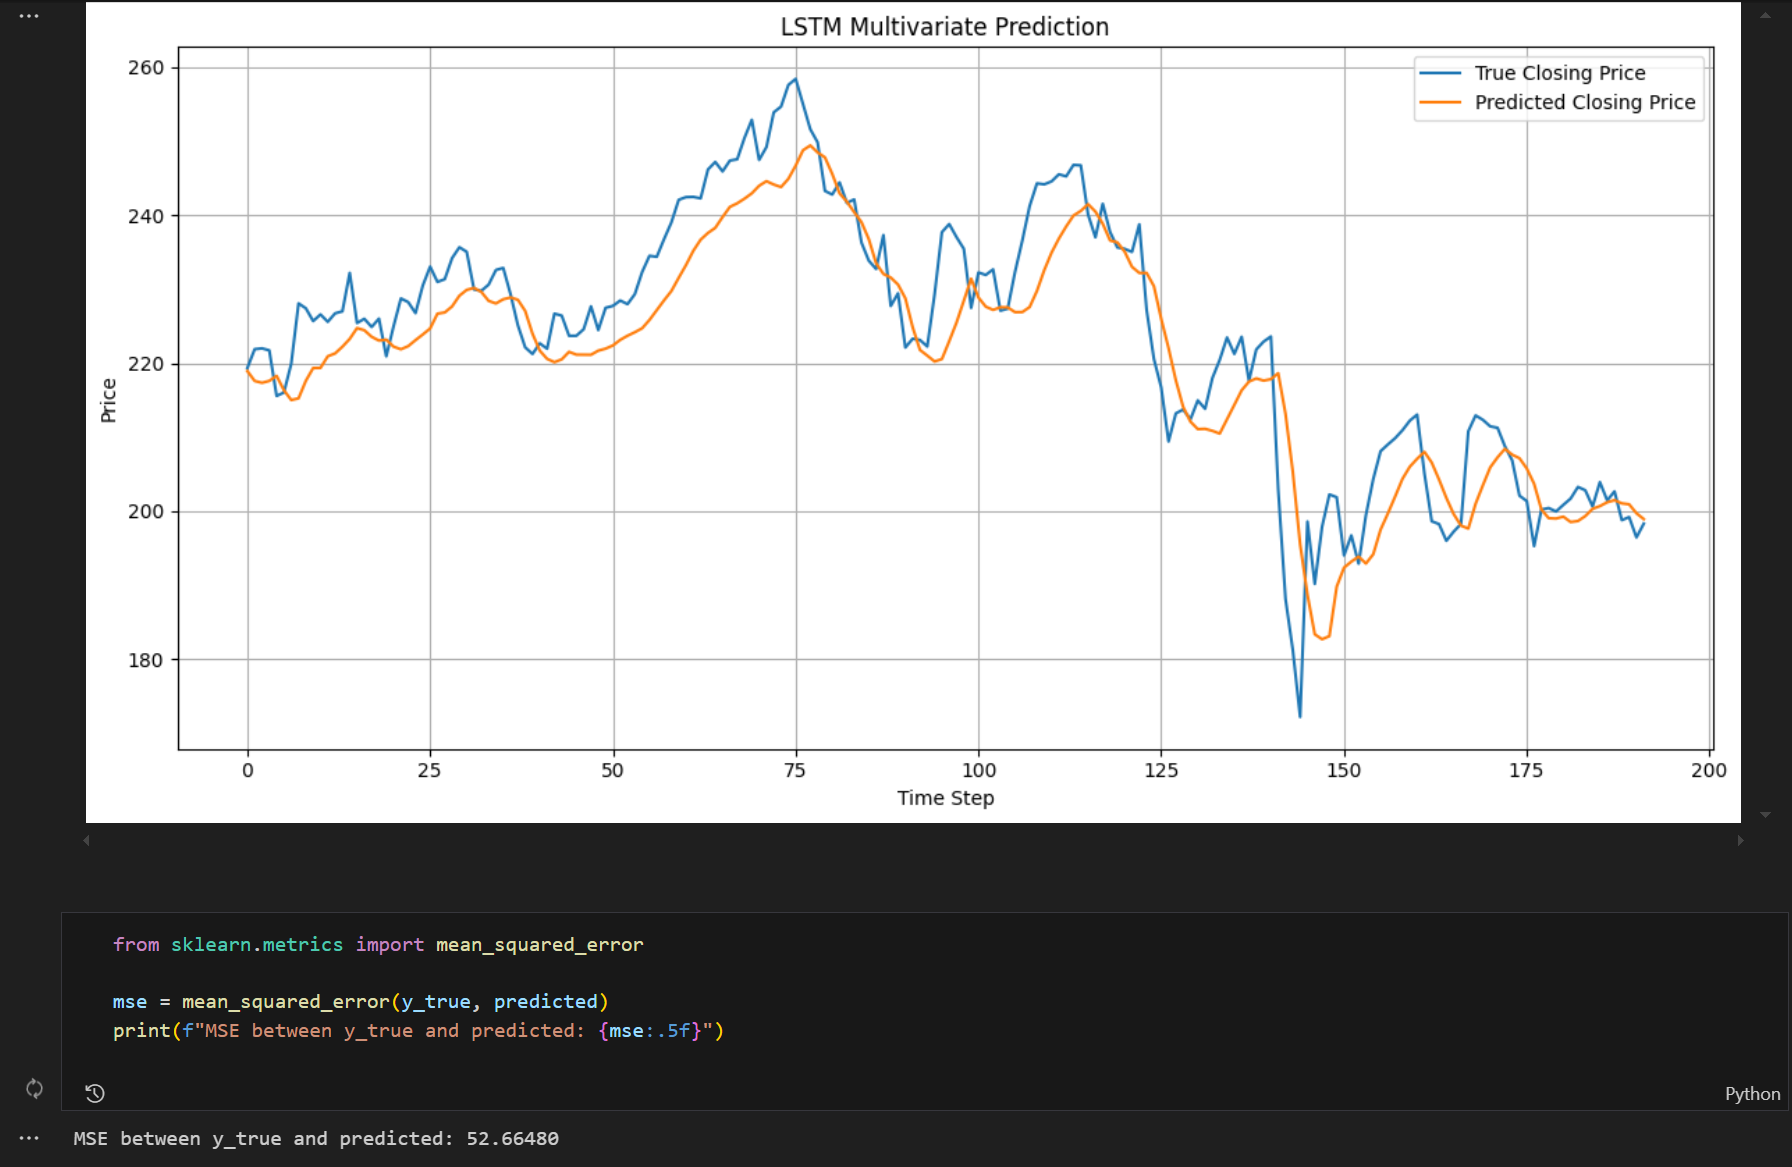 ...
LSTM Multivariate Prediction
True Closing Price
Predicted Closing Price
260
240
220
200
180
Price
0 25 50 75 100 125 150 175 200
Time Step
from sklearn.metrics import mean_squared_error
mse = mean_squared_error(y_true, predicted)
print(f"MSE between y_true and predicted: {mse:.5f}")
Python
... MSE between y_true and predicted: 52.66480